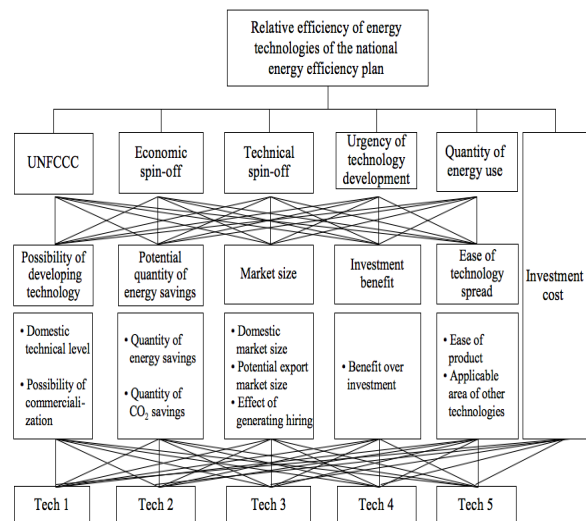 Relative efficiency of energy
technologies of the national
energy efficiency plan
UNFCCC
Economic
spin-off
Technical
spin-off
Urgency of
technology
development
Quantity of
energy use
Possibility of
developing
technology
Potential
quantity of
energy savings
Market size
Investment
benefit
Ease of
technology
spread
Investment
cost
• Domestic
technical level
• Possibility of
commerciali-
zation
• Quantity of
energy savings
• Quantity of
CO₂ savings
• Domestic
market size
• Potential export
market size
• Effect of
generating hiring
• Benefit over
investment
• Ease of
product
• Applicable
area of other
technologies
Tech 1
Tech 2
Tech 3
Tech 4
Tech 5